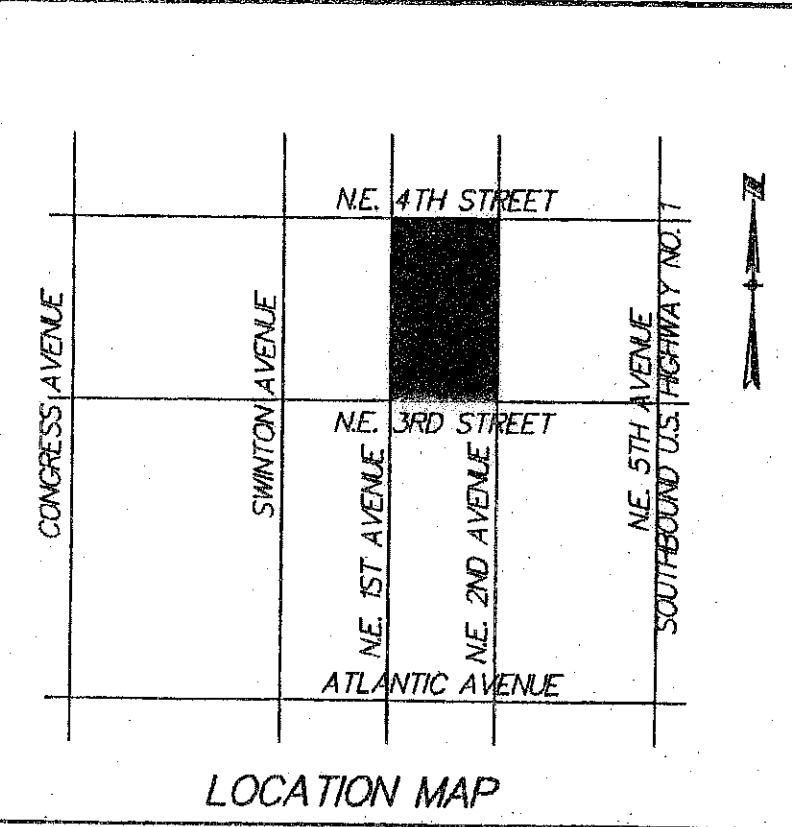 N.E. 4TH STREET
CONGRESS AVENUE
SWINTON AVENUE
N.E. 3RD STREET
N.E. 1ST AVENUE
N.E. 2ND AVENUE
N.E. 5TH AVENUE
SOUTHBOUND U.S. HIGHWAY NO. 1
N
ATLANTIC AVENUE
LOCATION MAP